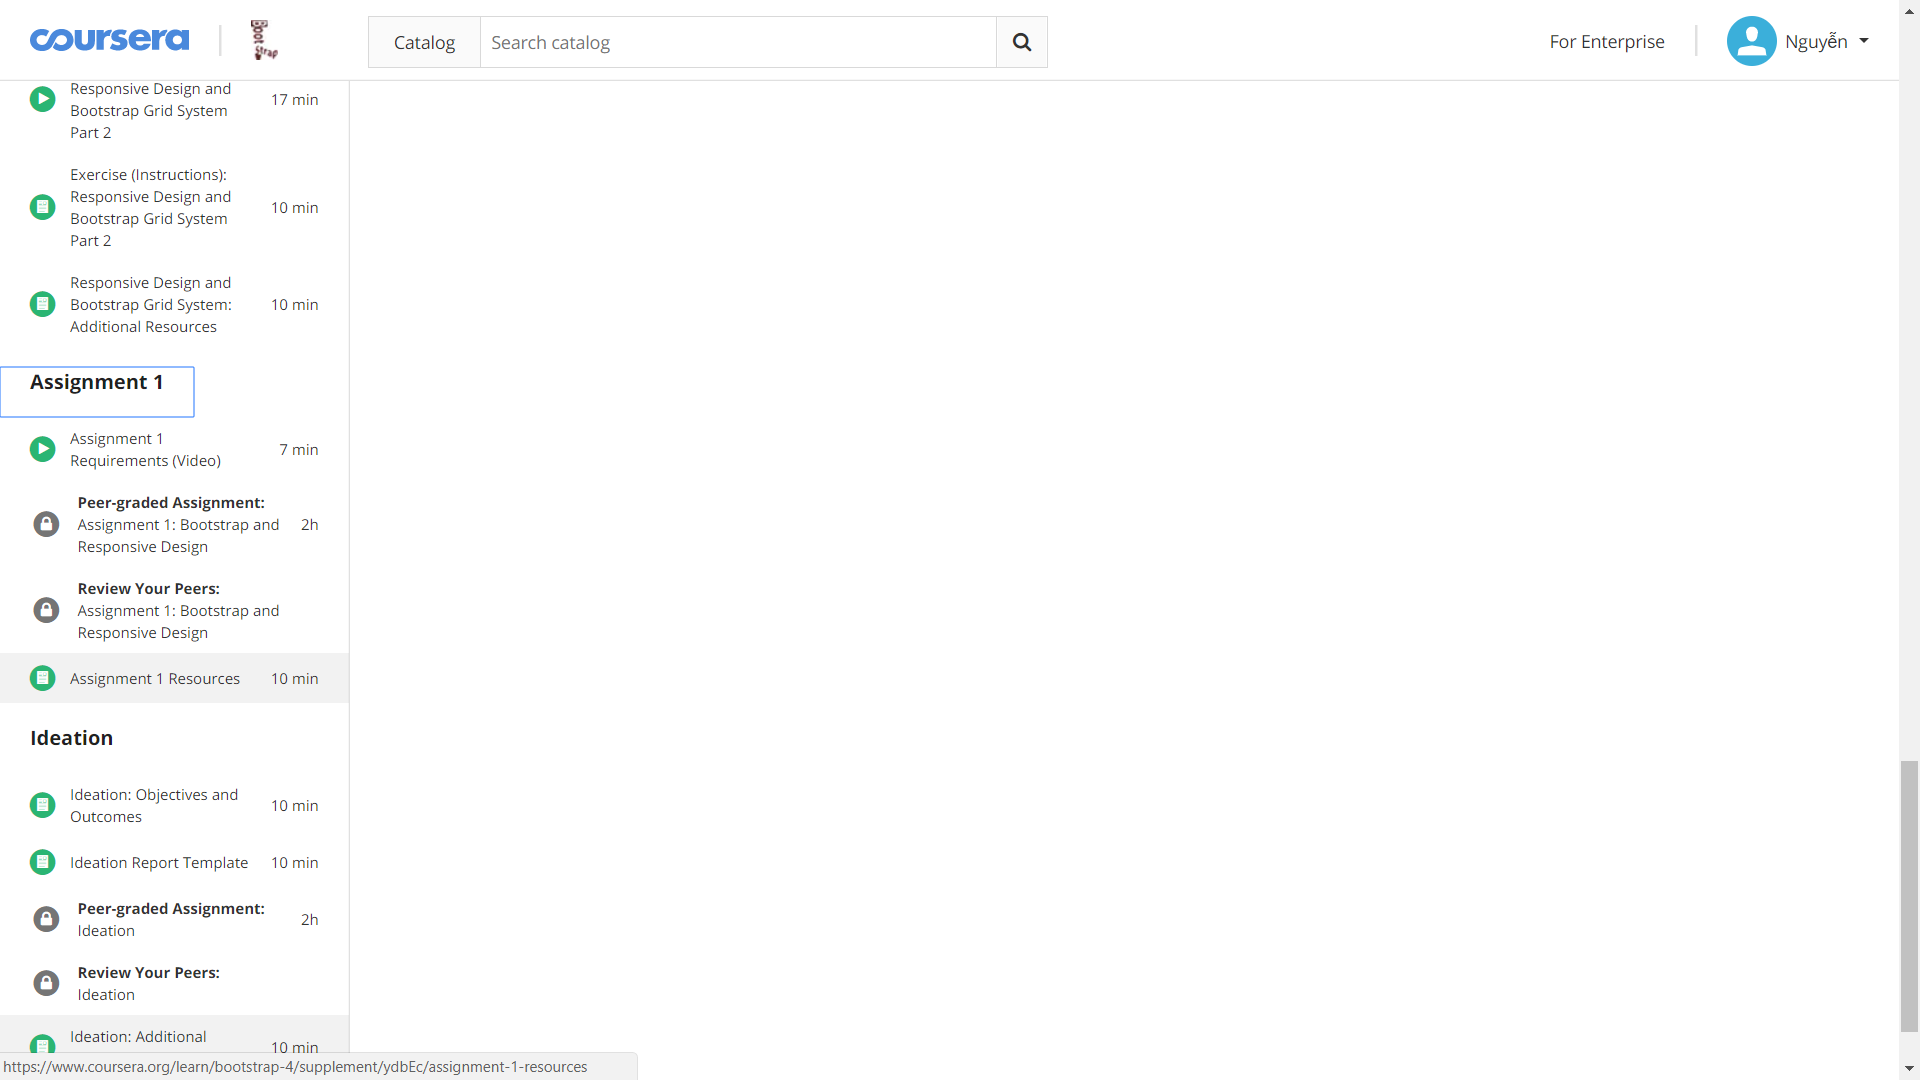 coursera
Boot
strap
Catalog
Search catalog
For Enterprise
Nguyễn
Responsive Design and
Bootstrap Grid System
Part 2
17 min
Exercise (Instructions):
Responsive Design and
Bootstrap Grid System
Part 2
10 min
Responsive Design and
Bootstrap Grid System:
Additional Resources
10 min
Assignment 1
Assignment 1
Requirements (Video)
7 min
Peer-graded Assignment:
Assignment 1: Bootstrap and
Responsive Design
2h
Review Your Peers:
Assignment 1: Bootstrap and
Responsive Design
Assignment 1 Resources
10 min
Ideation
Ideation: Objectives and
Outcomes
10 min
Ideation Report Template
10 min
Peer-graded Assignment:
Ideation
2h
Review Your Peers:
Ideation
Ideation: Additional
10 min
https://www.coursera.org/learn/bootstrap-4/supplement/ydbEc/assignment-1-resources